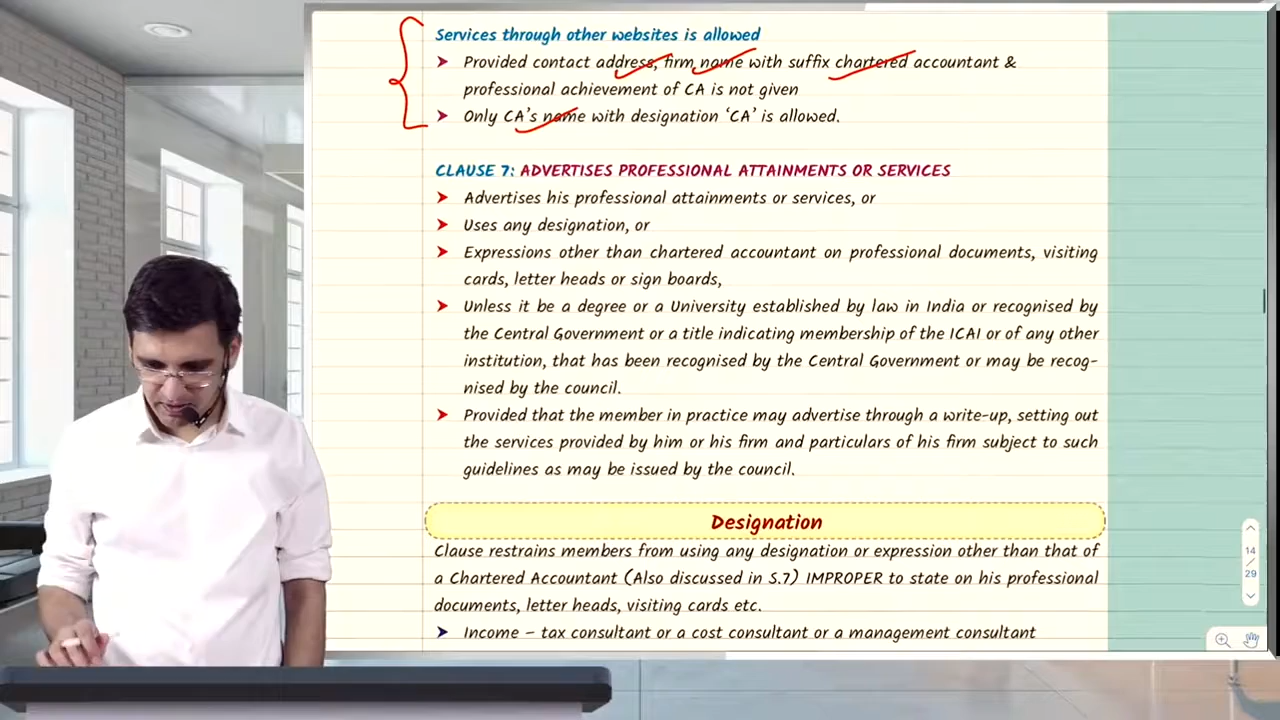 Services through other websites is allowed
➤ Provided contact address, firm name with suffix chartered accountant &
professional achievement of CA is not given
➤ Only CA's name with designation 'CA' is allowed.
CLAUSE 7: ADVERTISES PROFESSIONAL ATTAINMENTS OR SERVICES
➤ Advertises his professional attainments or services, or
➤ Uses any designation, or
➤ Expressions other than chartered accountant on professional documents, visiting
cards, letter heads or sign boards,
➤ Unless it be a degree or a University established by law in India or recognised by
the Central Government or a title indicating membership of the ICAI or of any other
institution, that has been recognised by the Central Government or may be recog-
nised by the council.
➤ Provided that the member in practice may advertise through a write-up, setting out
the services provided by him or his firm and particulars of his firm subject to such
guidelines as may be issued by the council.
Designation
Clause restrains members from using any designation or expression other than that of
a Chartered Accountant (Also discussed in S.7) IMPROPER to state on his professional
documents, letter heads, visiting cards etc.
➤ Income – tax consultant or a cost consultant or a management consultant
14
/
29